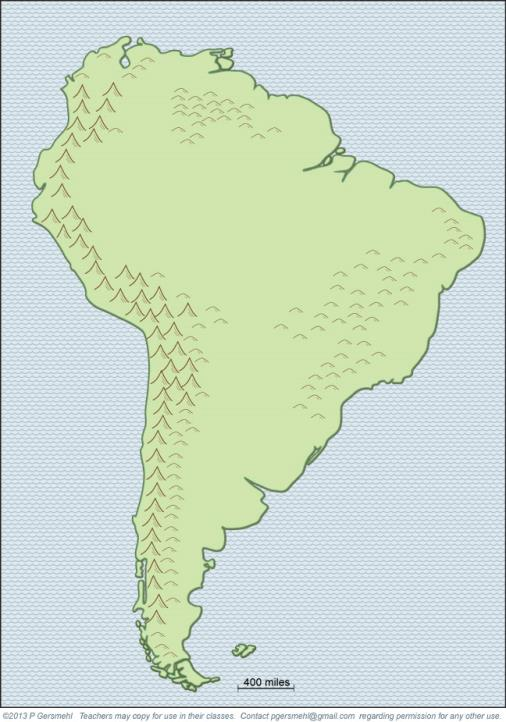 400 miles
©2013 P Gersmehl Teachers may copy for use in their classes. Contact pgersmehl@gmail.com regarding permission for any other use.